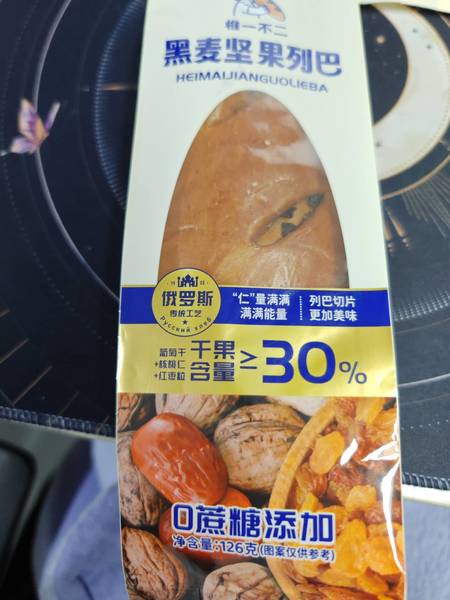 惟一不二
黑麦坚果列巴
HEIMAIJIANGUOLIEBA
俄罗斯
传统工艺
русский хлеб
“仁”量满满
满满能量
列巴切片
更加美味
葡萄干
+核桃仁
+红枣粒
干果
含量
≥30%
0蔗糖添加
净含量:126克(图案仅供参考)